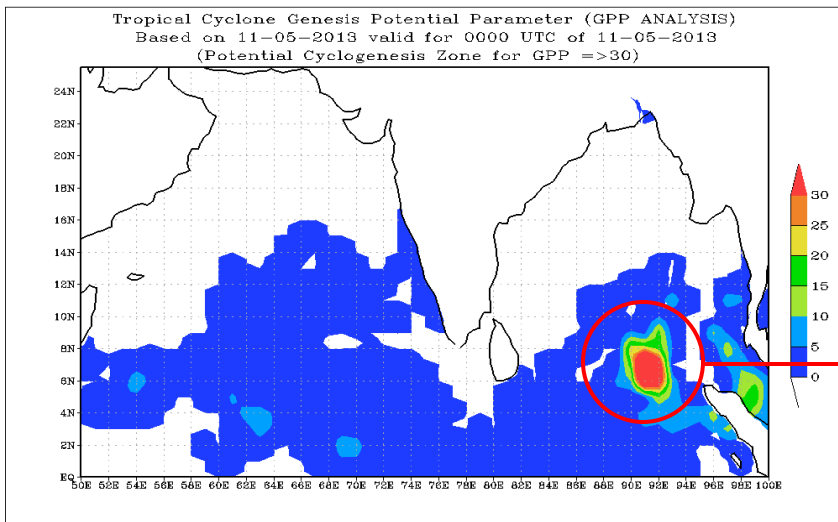 Tropical Cyclone Genesis Potential Parameter (GPP ANALYSIS)
Based on 11-05-2013 valid for 0000 UTC of 11-05-2013
(Potential Cyclogenesis Zone for GPP =>30)
24N
22N
20N
18N
16N
14N
12N
10N
8N
6N
4N
2N
EQ
50E 52E 54E 56E 58E 60E 62E 64E 66E 68E 70E 72E 74E 76E 78E 80E 82E 84E 86E 88E 90E 92E 94E 96E 98E 100E
30
25
20
15
10
5
0